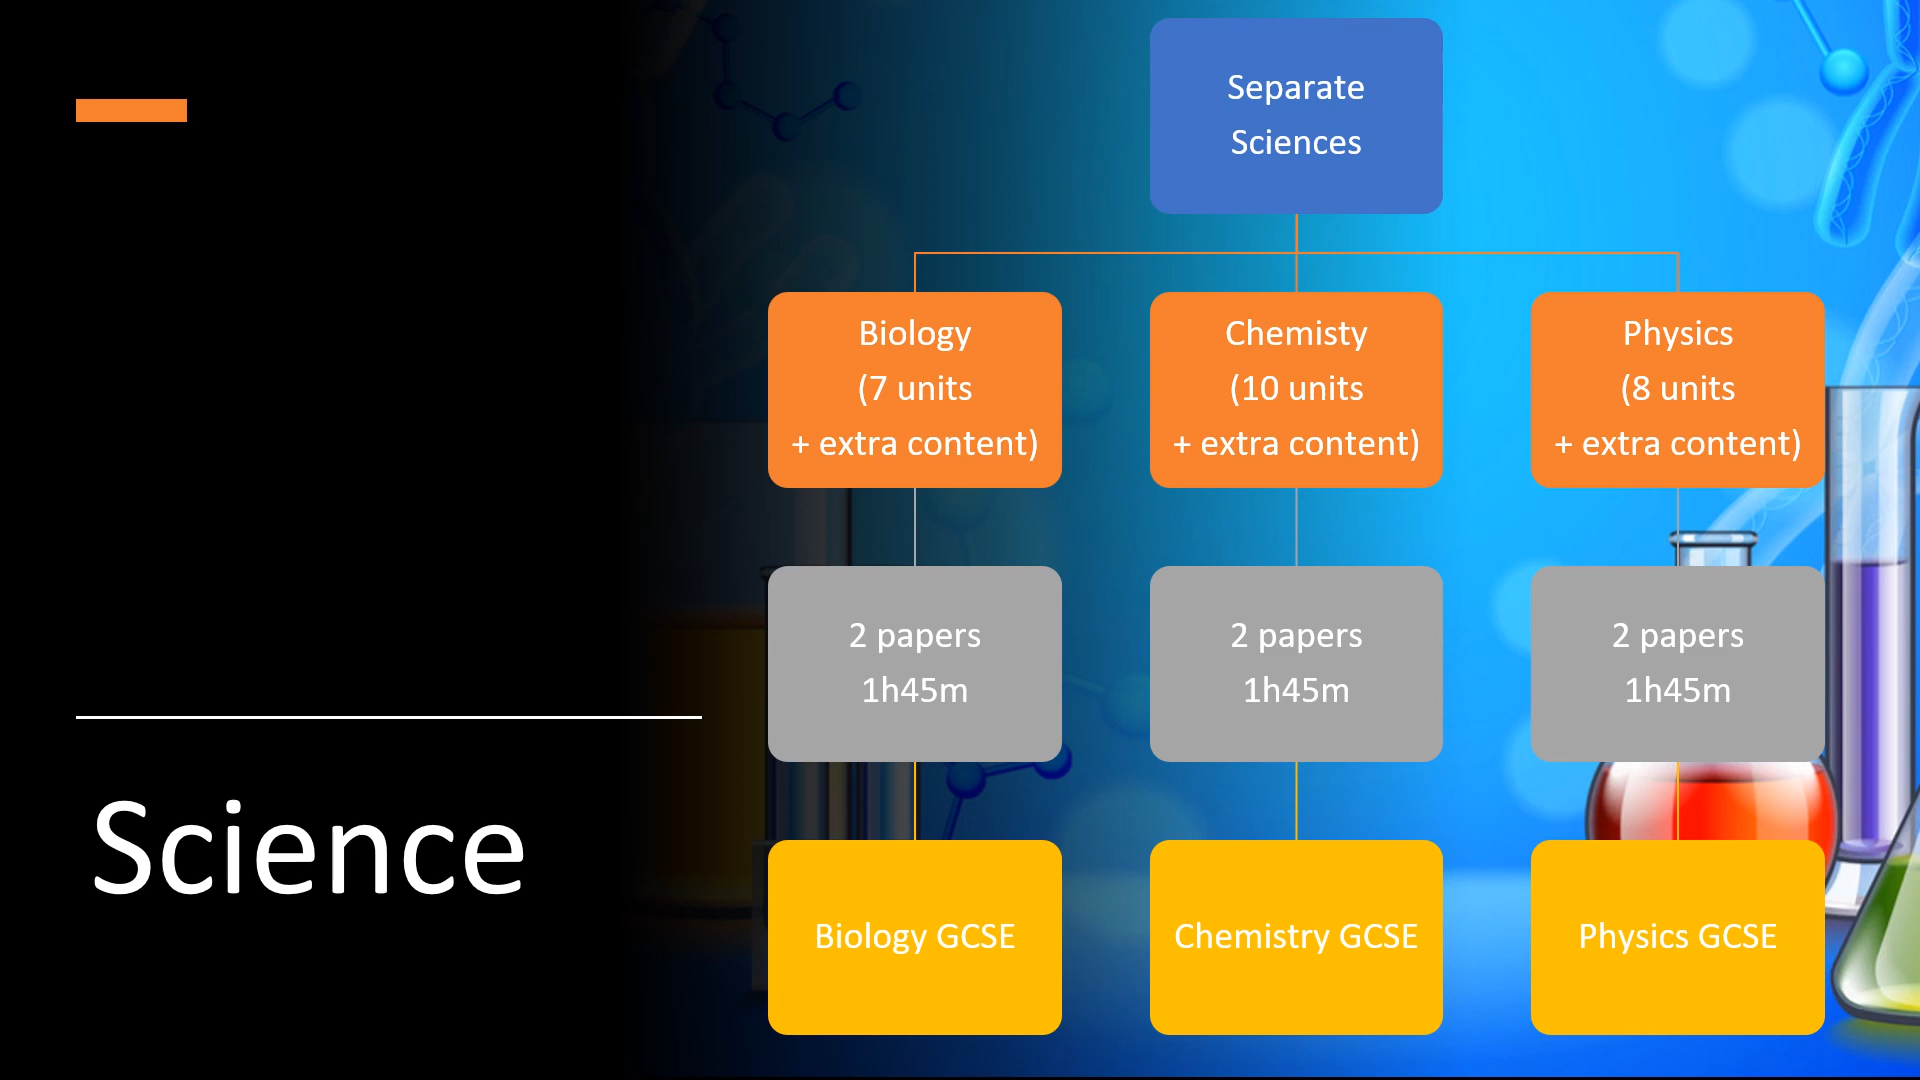 Separate
Sciences
Biology
(7 units
+ extra content)
Chemisty
(10 units
+ extra content)
Physics
(8 units
+ extra content)
2 papers
1h45m
2 papers
1h45m
2 papers
1h45m
Science
Biology GCSE
Chemistry GCSE
Physics GCSE